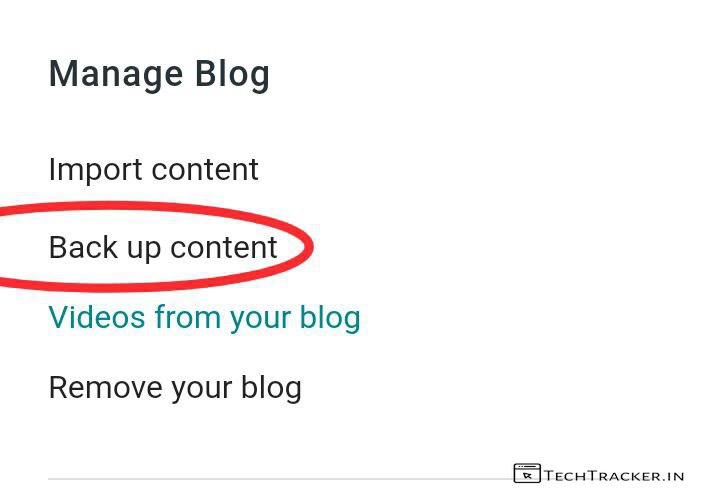 Manage Blog
Import content
Back up content
Videos from your blog
Remove your blog
TECHTRACKER.IN